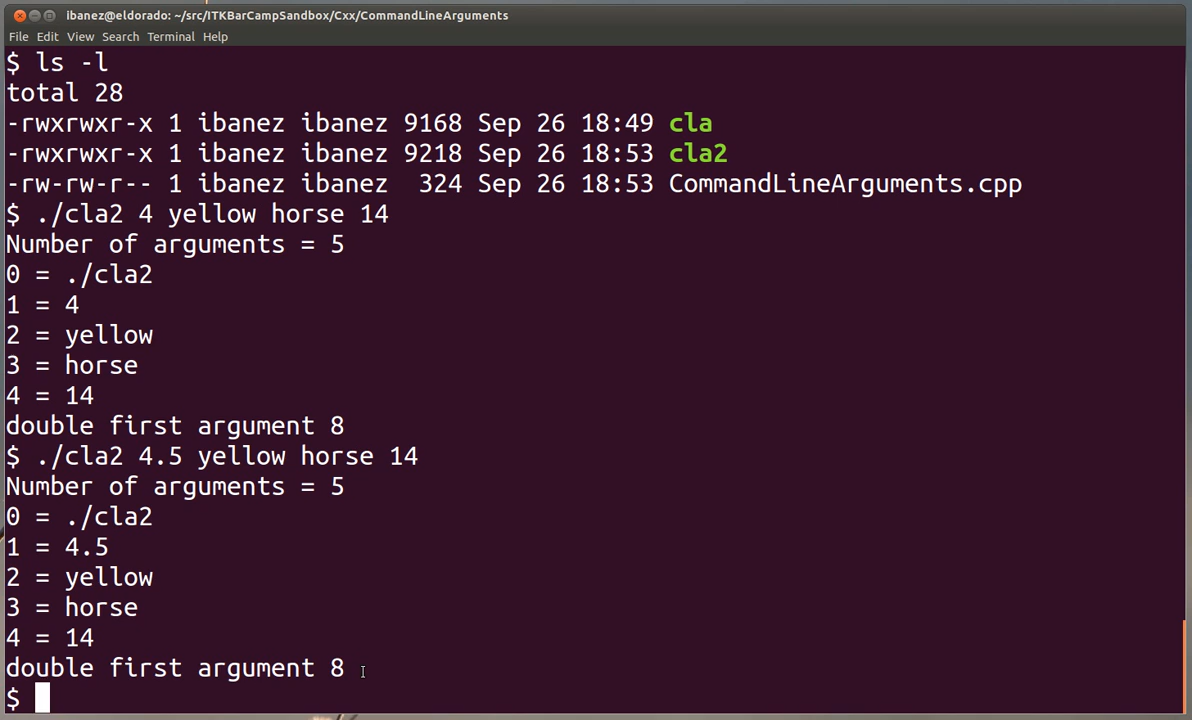 ibanez@eldorado: ~/src/ITKBarCampSandbox/Cxx/CommandLineArguments
File Edit View Search Terminal Help
$ ls -l
total 28
-rwxrwxr-x 1 ibanez ibanez 9168 Sep 26 18:49 cla
-rwxrwxr-x 1 ibanez ibanez 9218 Sep 26 18:53 cla2
-rw-rw-r-- 1 ibanez ibanez  324 Sep 26 18:53 CommandLineArguments.cpp
$ ./cla2 4 yellow horse 14
Number of arguments = 5
0 = ./cla2
1 = 4
2 = yellow
3 = horse
4 = 14
double first argument 8
$ ./cla2 4.5 yellow horse 14
Number of arguments = 5
0 = ./cla2
1 = 4.5
2 = yellow
3 = horse
4 = 14
double first argument 8
$